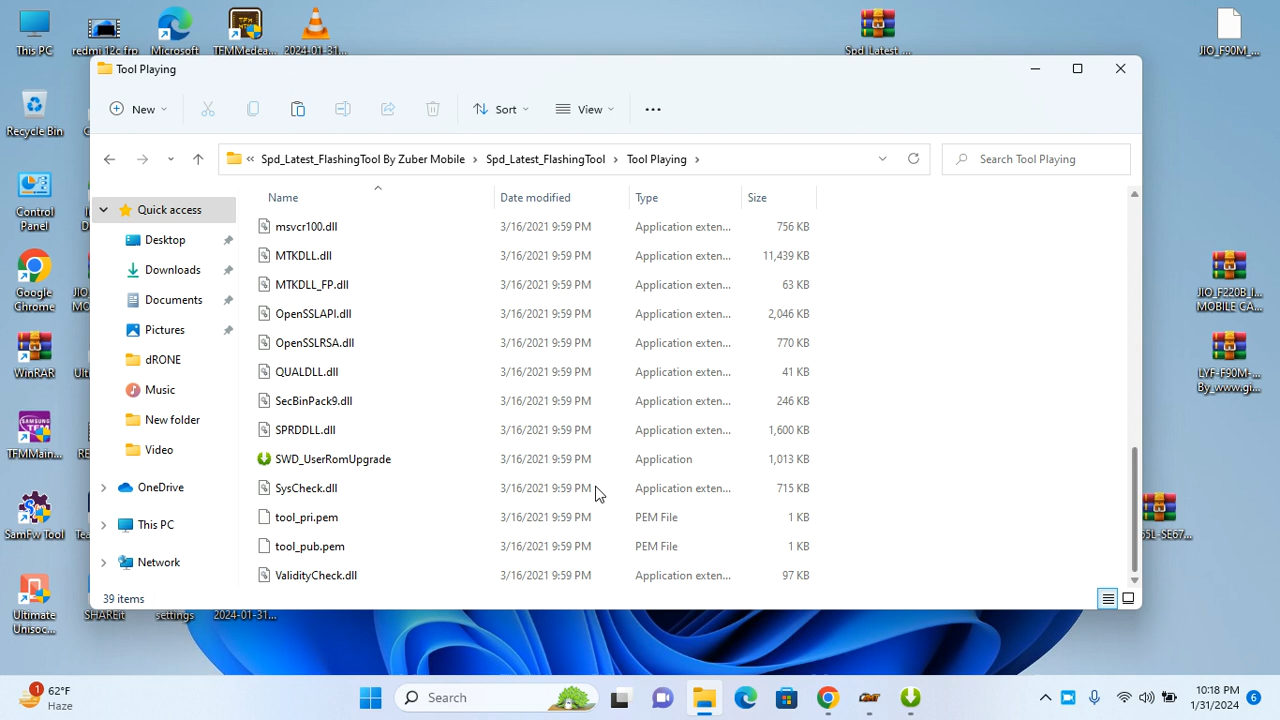 This PC
redmi 12c frp
Microsoft
TFMMedea...
2024-01-31...
Spd Latest_...
JIO_F90M_...
Tool Playing
New
Sort
View
Spd_Latest_FlashingTool By Zuber Mobile
Spd_Latest_FlashingTool
Tool Playing
Search Tool Playing
Name
Date modified
Type
Size
Recycle Bin
Control
Panel
Google
Chrome
WinRAR
TFMMain...
SamFw Tool
Ultimate
Unisoc...
SHAREit
settings
2024-01-31...
Quick access
Desktop
Downloads
Documents
Pictures
dRONE
Music
New folder
Video
OneDrive
This PC
Network
msvcr100.dll 3/16/2021 9:59 PM Application exten... 756 KB
MTKDLL.dll 3/16/2021 9:59 PM Application exten... 11,439 KB
MTKDLL_FP.dll 3/16/2021 9:59 PM Application exten... 63 KB
OpenSSLAPI.dll 3/16/2021 9:59 PM Application exten... 2,046 KB
OpenSSLRSA.dll 3/16/2021 9:59 PM Application exten... 770 KB
QUALDLL.dll 3/16/2021 9:59 PM Application exten... 41 KB
SecBinPack9.dll 3/16/2021 9:59 PM Application exten... 246 KB
SPRDDLL.dll 3/16/2021 9:59 PM Application exten... 1,600 KB
SWD_UserRomUpgrade 3/16/2021 9:59 PM Application 1,013 KB
SysCheck.dll 3/16/2021 9:59 PM Application exten... 715 KB
tool_pri.pem 3/16/2021 9:59 PM PEM File 1 KB
tool_pub.pem 3/16/2021 9:59 PM PEM File 1 KB
ValidityCheck.dll 3/16/2021 9:59 PM Application exten... 97 KB
39 items
JIO_F220B_I...
MOBILE CA...
LYF-F90M-...
By_www.gi...
65L-SE67...
1
62°F
Haze
Search
10:18 PM
1/31/2024
6